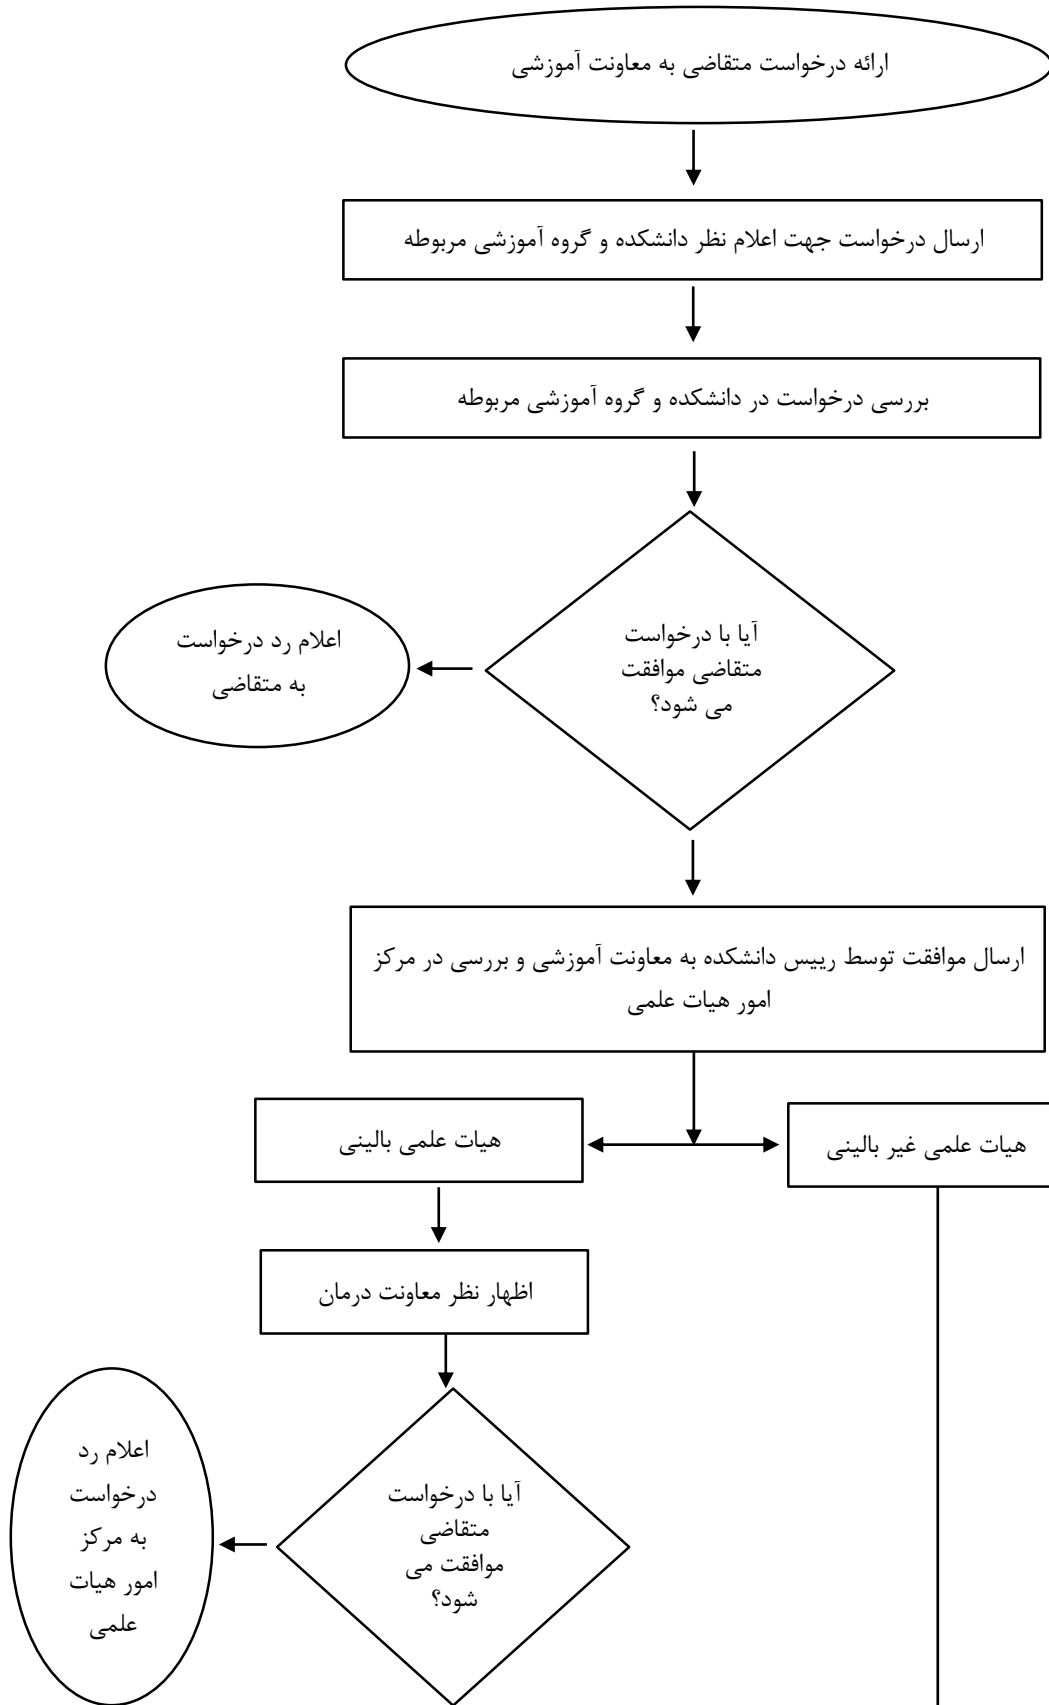 ارائه درخواست متقاضی به معاونت آموزشی
ارسال درخواست جهت اعلام نظر دانشکده و گروه آموزشی مربوطه
بررسی درخواست در دانشکده و گروه آموزشی مربوطه
آیا با درخواست
متقاضی موافقت
می شود؟
اعلام رد درخواست
به متقاضی
ارسال موافقت توسط رییس دانشکده به معاونت آموزشی و بررسی در مرکز
امور هیات علمی
هیات علمی غیر بالینی
هیات علمی بالینی
اظهار نظر معاونت درمان
آیا با درخواست
متقاضی
موافقت می
شود؟
اعلام رد
درخواست
به مرکز
امور هیات
علمی